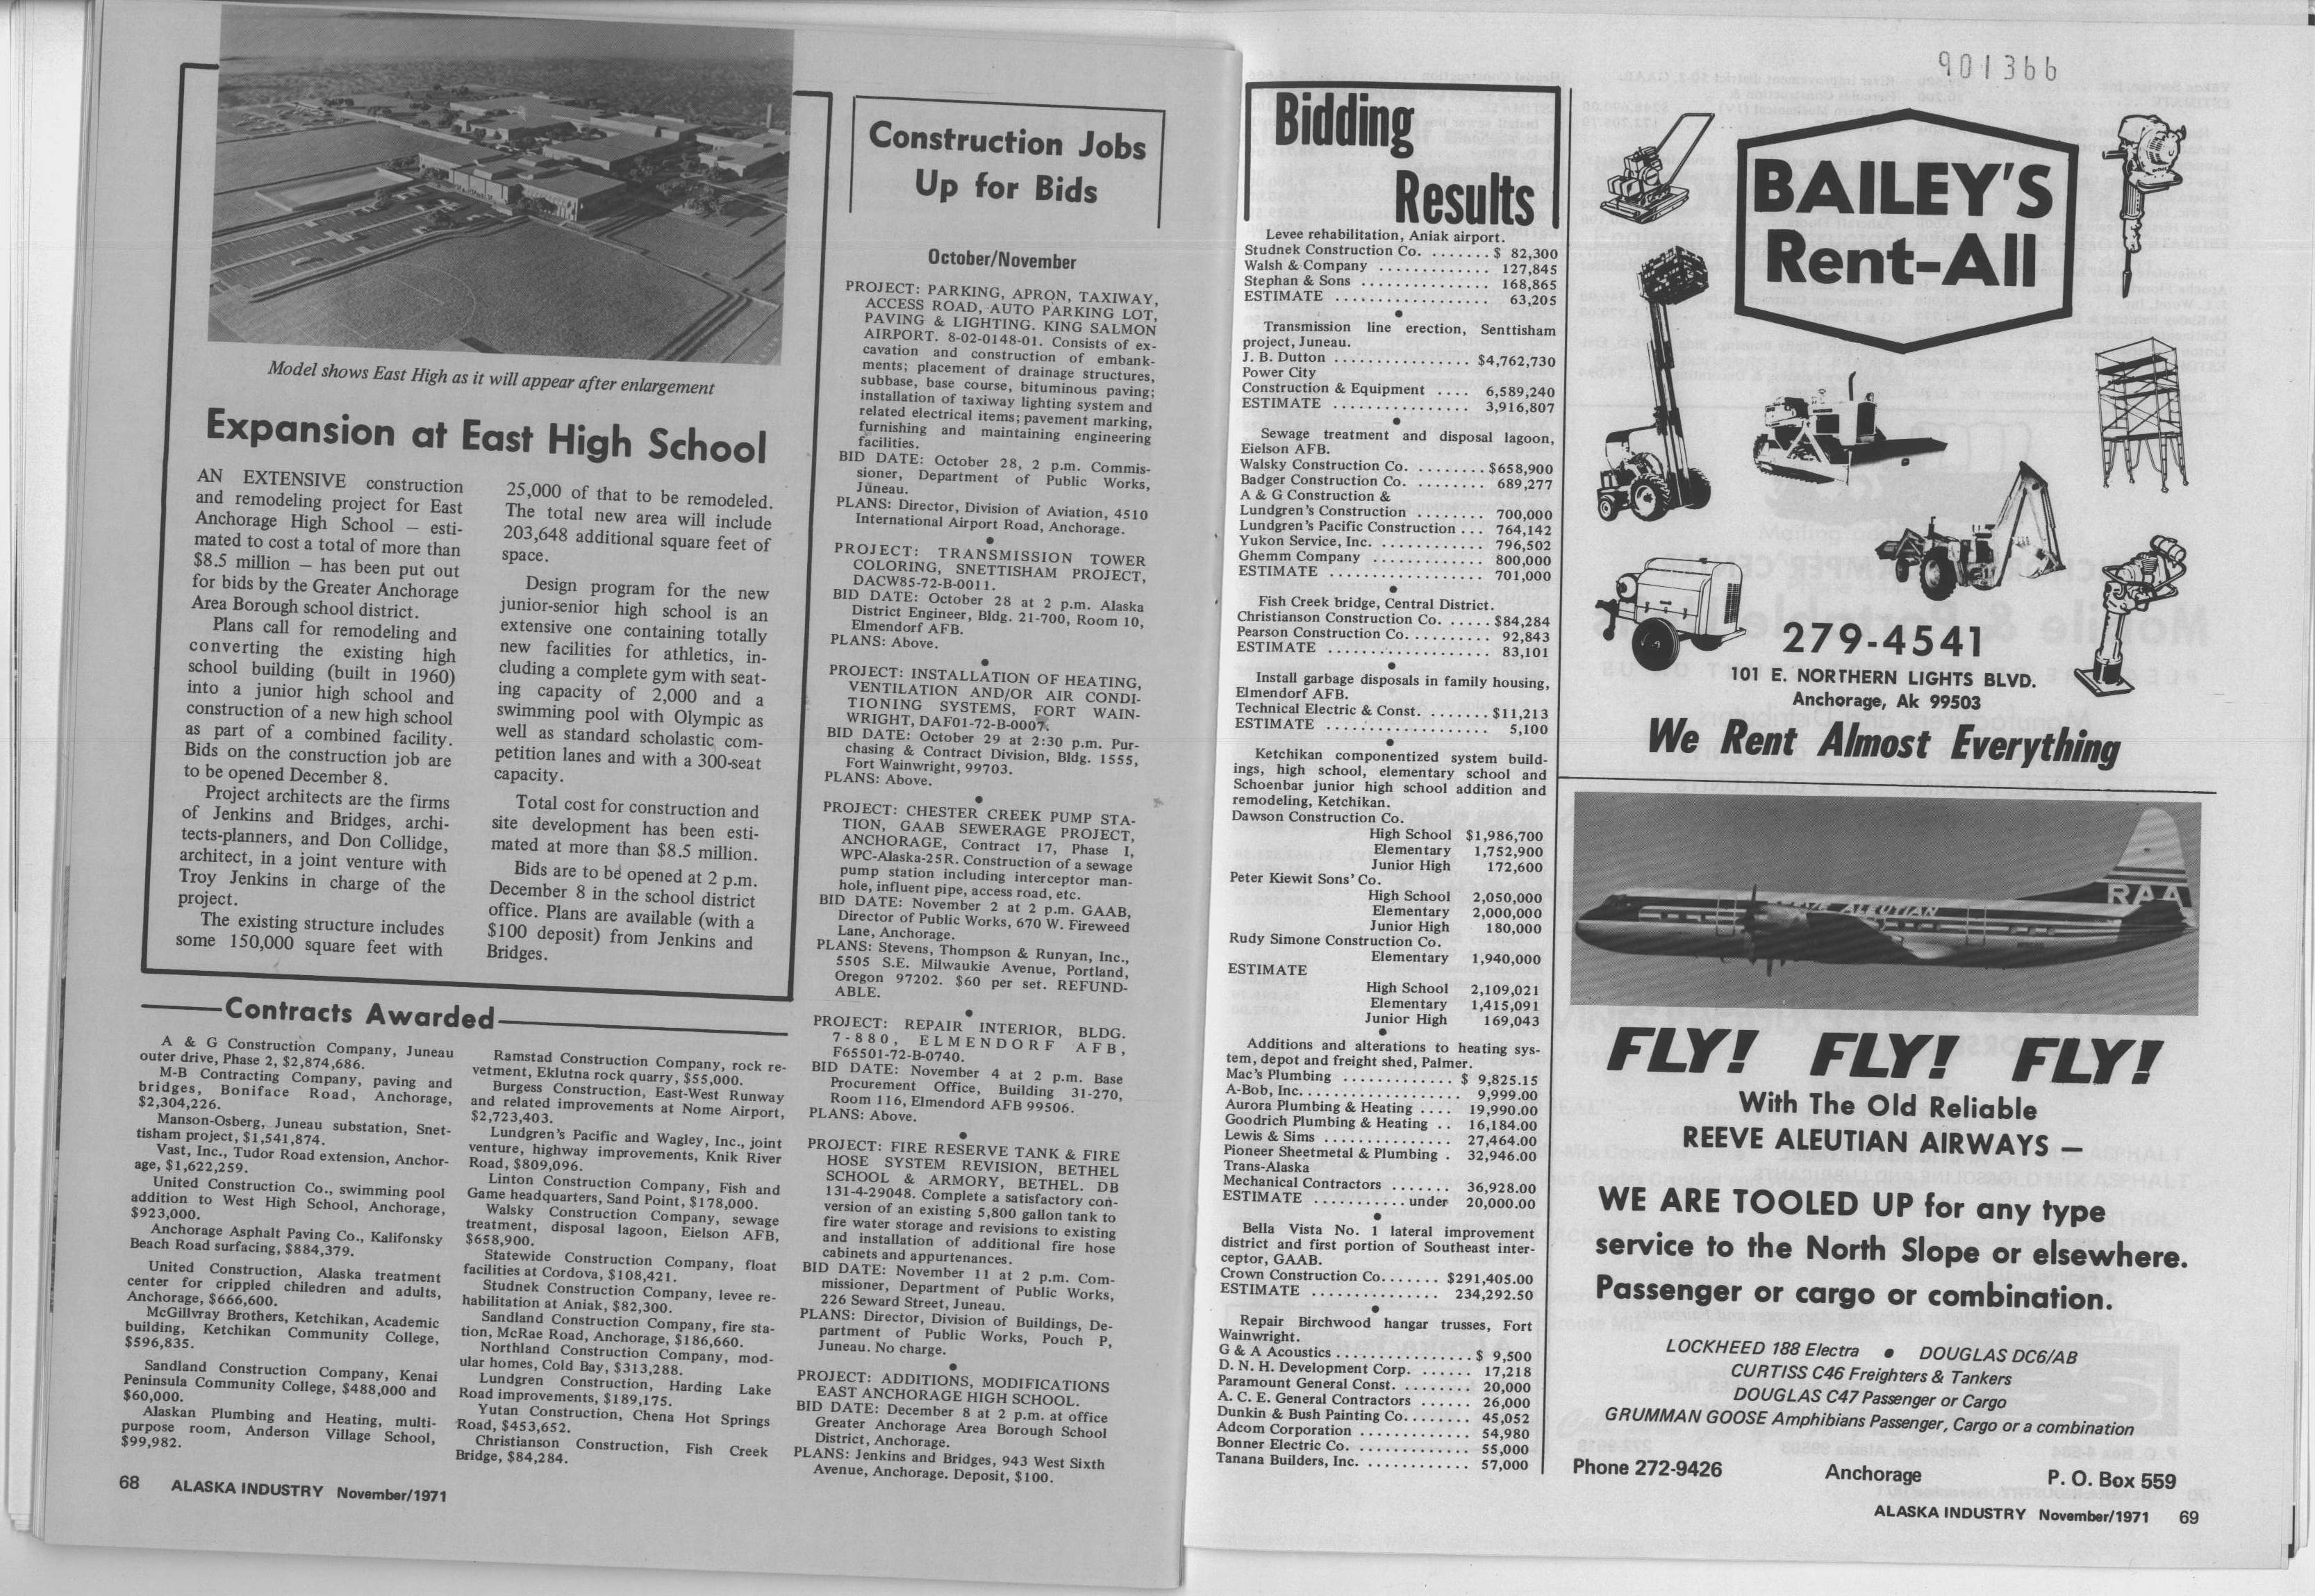 Model shows East High as it will appear after enlargement
Expansion at East High School
AN EXTENSIVE construction
and remodeling project for East
Anchorage High School — esti-
mated to cost a total of more than
$8.5 million — has been put out
for bids by the Greater Anchorage
Area Borough school district.
Plans call for remodeling and
converting the existing high
school building (built in 1960)
into a junior high school and
construction of a new high school
as part of a combined facility.
Bids on the construction job are
to be opened December 8.
Project architects are the firms
of Jenkins and Bridges, archi-
tects-planners, and Don Collidge,
architect, in a joint venture with
Troy Jenkins in charge of the
project.
The existing structure includes
some 150,000 square feet with
25,000 of that to be remodeled.
The total new area will include
203,648 additional square feet of
space.
Design program for the new
junior-senior high school is an
extensive one containing totally
new facilities for athletics, in-
cluding a complete gym with seat-
ing capacity of 2,000 and a
swimming pool with Olympic as
well as standard scholastic com-
petition lanes and with a 300-seat
capacity.
Total cost for construction and
site development has been esti-
mated at more than $8.5 million.
Bids are to be opened at 2 p.m.
December 8 in the school district
office. Plans are available (with a
$100 deposit) from Jenkins and
Bridges.
Contracts Awarded
A & G Construction Company, Juneau
outer drive, Phase 2, $2,874,686.
M-B Contracting Company, paving and
bridges, Boniface Road, Anchorage,
$2,304,226.
Manson-Osberg, Juneau substation, Snet-
tisham project, $1,541,874.
Vast, Inc., Tudor Road extension, Anchor-
age, $1,622,259.
United Construction Co., swimming pool
addition to West High School, Anchorage,
$923,000.
Anchorage Asphalt Paving Co., Kalifonsky
Beach Road surfacing, $884,379.
United Construction, Alaska treatment
center for crippled chiledren and adults,
Anchorage, $666,600.
McGillvray Brothers, Ketchikan, Academic
building, Ketchikan Community College,
$596,835.
Sandland Construction Company, Kenai
Peninsula Community College, $488,000 and
$60,000.
Alaskan Plumbing and Heating, multi-
purpose room, Anderson Village School,
$99,982.
Ramstad Construction Company, rock re-
vetment, Eklutna rock quarry, $55,000.
Burgess Construction, East-West Runway
and related improvements at Nome Airport,
$2,723,403.
Lundgren's Pacific and Wagley, Inc., joint
venture, highway improvements, Knik River
Road, $809,096.
Linton Construction Company, Fish and
Game headquarters, Sand Point, $178,000.
Walsky Construction Company, sewage
treatment, disposal lagoon, Eielson AFB,
$658,900.
Statewide Construction Company, float
facilities at Cordova, $108,421.
Studnek Construction Company, levee re-
habilitation at Aniak, $82,300.
Sandland Construction Company, fire sta-
tion, McRae Road, Anchorage, $186,660.
Northland Construction Company, mod-
ular homes, Cold Bay, $313,288.
Lundgren Construction, Harding Lake
Road improvements, $189,175.
Yutan Construction, Chena Hot Springs
Road, $453,652.
Christianson Construction, Fish Creek
Bridge, $84,284.
68 ALASKA INDUSTRY November/1971
Construction Jobs
Up for Bids
October/November
PROJECT: PARKING, APRON, TAXIWAY,
ACCESS ROAD, AUTO PARKING LOT,
PAVING & LIGHTING. KING SALMON
AIRPORT. 8-02-0148-01. Consists of ex-
cavation and construction of embank-
ments; placement of drainage structures,
subbase, base course, bituminous paving;
installation of taxiway lighting system and
related electrical items; pavement marking,
furnishing and maintaining engineering
facilities.
BID DATE: October 28, 2 p.m. Commis-
sioner, Department of Public Works,
Juneau.
PLANS: Director, Division of Aviation, 4510
International Airport Road, Anchorage.
●
PROJECT: TRANSMISSION TOWER
COLORING, SNETTISHAM PROJECT,
DACW85-72-B-0011.
BID DATE: October 28 at 2 p.m. Alaska
District Engineer, Bldg. 21-700, Room 10,
Elmendorf AFB.
PLANS: Above.
●
PROJECT: INSTALLATION OF HEATING,
VENTILATION AND/OR AIR CONDI-
TIONING SYSTEMS, FORT WAIN-
WRIGHT, DAF01-72-B-0007.
BID DATE: October 29 at 2:30 p.m. Pur-
chasing & Contract Division, Bldg. 1555,
Fort Wainwright, 99703.
PLANS: Above.
●
PROJECT: CHESTER CREEK PUMP STA-
TION, GAAB SEWERAGE PROJECT,
ANCHORAGE, Contract 17, Phase I,
WPC-Alaska-25R. Construction of a sewage
pump station including interceptor man-
hole, influent pipe, access road, etc.
BID DATE: November 2 at 2 p.m. GAAB,
Director of Public Works, 670 W. Fireweed
Lane, Anchorage.
PLANS: Stevens, Thompson & Runyan, Inc.,
5505 S.E. Milwaukie Avenue, Portland,
Oregon 97202. $60 per set. REFUND-
ABLE.
●
PROJECT: REPAIR INTERIOR, BLDG.
7-880, ELMENDORF AFB,
F65501-72-B-0740.
BID DATE: November 4 at 2 p.m. Base
Procurement Office, Building 31-270,
Room 116, Elmendord AFB 99506.
PLANS: Above.
●
PROJECT: FIRE RESERVE TANK & FIRE
HOSE SYSTEM REVISION, BETHEL
SCHOOL & ARMORY, BETHEL. DB
131-4-29048. Complete a satisfactory con-
version of an existing 5,800 gallon tank to
fire water storage and revisions to existing
and installation of additional fire hose
cabinets and appurtenances.
BID DATE: November 11 at 2 p.m. Com-
missioner, Department of Public Works,
226 Seward Street, Juneau.
PLANS: Director, Division of Buildings, De-
partment of Public Works, Pouch P,
Juneau. No charge.
●
PROJECT: ADDITIONS, MODIFICATIONS
EAST ANCHORAGE HIGH SCHOOL.
BID DATE: December 8 at 2 p.m. at office
Greater Anchorage Area Borough School
District, Anchorage.
PLANS: Jenkins and Bridges, 943 West Sixth
Avenue, Anchorage. Deposit, $100.
Bidding
Results
Levee rehabilitation, Aniak airport.
Studnek Construction Co. ....... $ 82,300
Walsh & Company ............. 127,845
Stephan & Sons ............... 168,865
ESTIMATE .................. 63,205
●
Transmission line erection, Senttisham
project, Juneau.
J. B. Dutton ................ $4,762,730
Power City
Construction & Equipment .... 6,589,240
ESTIMATE ................ 3,916,807
●
Sewage treatment and disposal lagoon,
Eielson AFB.
Walsky Construction Co. ........ $658,900
Badger Construction Co. ........ 689,277
A & G Construction &
Lundgren's Construction ........ 700,000
Lundgren's Pacific Construction ... 764,142
Yukon Service, Inc. ............ 796,502
Ghemm Company ............. 800,000
ESTIMATE .................. 701,000
●
Fish Creek bridge, Central District.
Christianson Construction Co. ..... $84,284
Pearson Construction Co. ......... 92,843
ESTIMATE ................... 83,101
●
Install garbage disposals in family housing,
Elmendorf AFB.
Technical Electric & Const. ....... $11,213
ESTIMATE ................... 5,100
●
Ketchikan componentized system build-
ings, high school, elementary school and
Schoenbar junior high school addition and
remodeling, Ketchikan.
Dawson Construction Co.
High School $1,986,700
Elementary 1,752,900
Junior High 172,600
Peter Kiewit Sons' Co.
High School 2,050,000
Elementary 2,000,000
Junior High 180,000
Rudy Simone Construction Co.
Elementary 1,940,000
ESTIMATE
High School 2,109,021
Elementary 1,415,091
Junior High 169,043
●
Additions and alterations to heating sys-
tem, depot and freight shed, Palmer.
Mac's Plumbing ............. $ 9,825.15
A-Bob, Inc. ................. 9,999.00
Aurora Plumbing & Heating .... 19,990.00
Goodrich Plumbing & Heating .. 16,184.00
Lewis & Sims ............... 27,464.00
Pioneer Sheetmetal & Plumbing . 32,946.00
Trans-Alaska
Mechanical Contractors ....... 36,928.00
ESTIMATE ........... under 20,000.00
●
Bella Vista No. 1 lateral improvement
district and first portion of Southeast inter-
ceptor, GAAB.
Crown Construction Co. ...... $291,405.00
ESTIMATE ............... 234,292.50
●
Repair Birchwood hangar trusses, Fort
Wainwright.
G & A Acoustics ................ $ 9,500
D. N. H. Development Corp. ...... 17,218
Paramount General Const. ......... 20,000
A. C. E. General Contractors ...... 26,000
Dunkin & Bush Painting Co. ....... 45,052
Adcom Corporation ............. 54,980
Bonner Electric Co. ............. 55,000
Tanana Builders, Inc. ............ 57,000
901366
BAILEY'S
Rent-All
279-4541
101 E. NORTHERN LIGHTS BLVD.
Anchorage, Ak 99503
We Rent Almost Everything
RAA
REEVE ALEUTIAN
FLY! FLY! FLY!
With The Old Reliable
REEVE ALEUTIAN AIRWAYS —
WE ARE TOOLED UP for any type
service to the North Slope or elsewhere.
Passenger or cargo or combination.
LOCKHEED 188 Electra ● DOUGLAS DC6/AB
CURTISS C46 Freighters & Tankers
DOUGLAS C47 Passenger or Cargo
GRUMMAN GOOSE Amphibians Passenger, Cargo or a combination
Phone 272-9426 Anchorage P. O. Box 559
ALASKA INDUSTRY November/1971 69